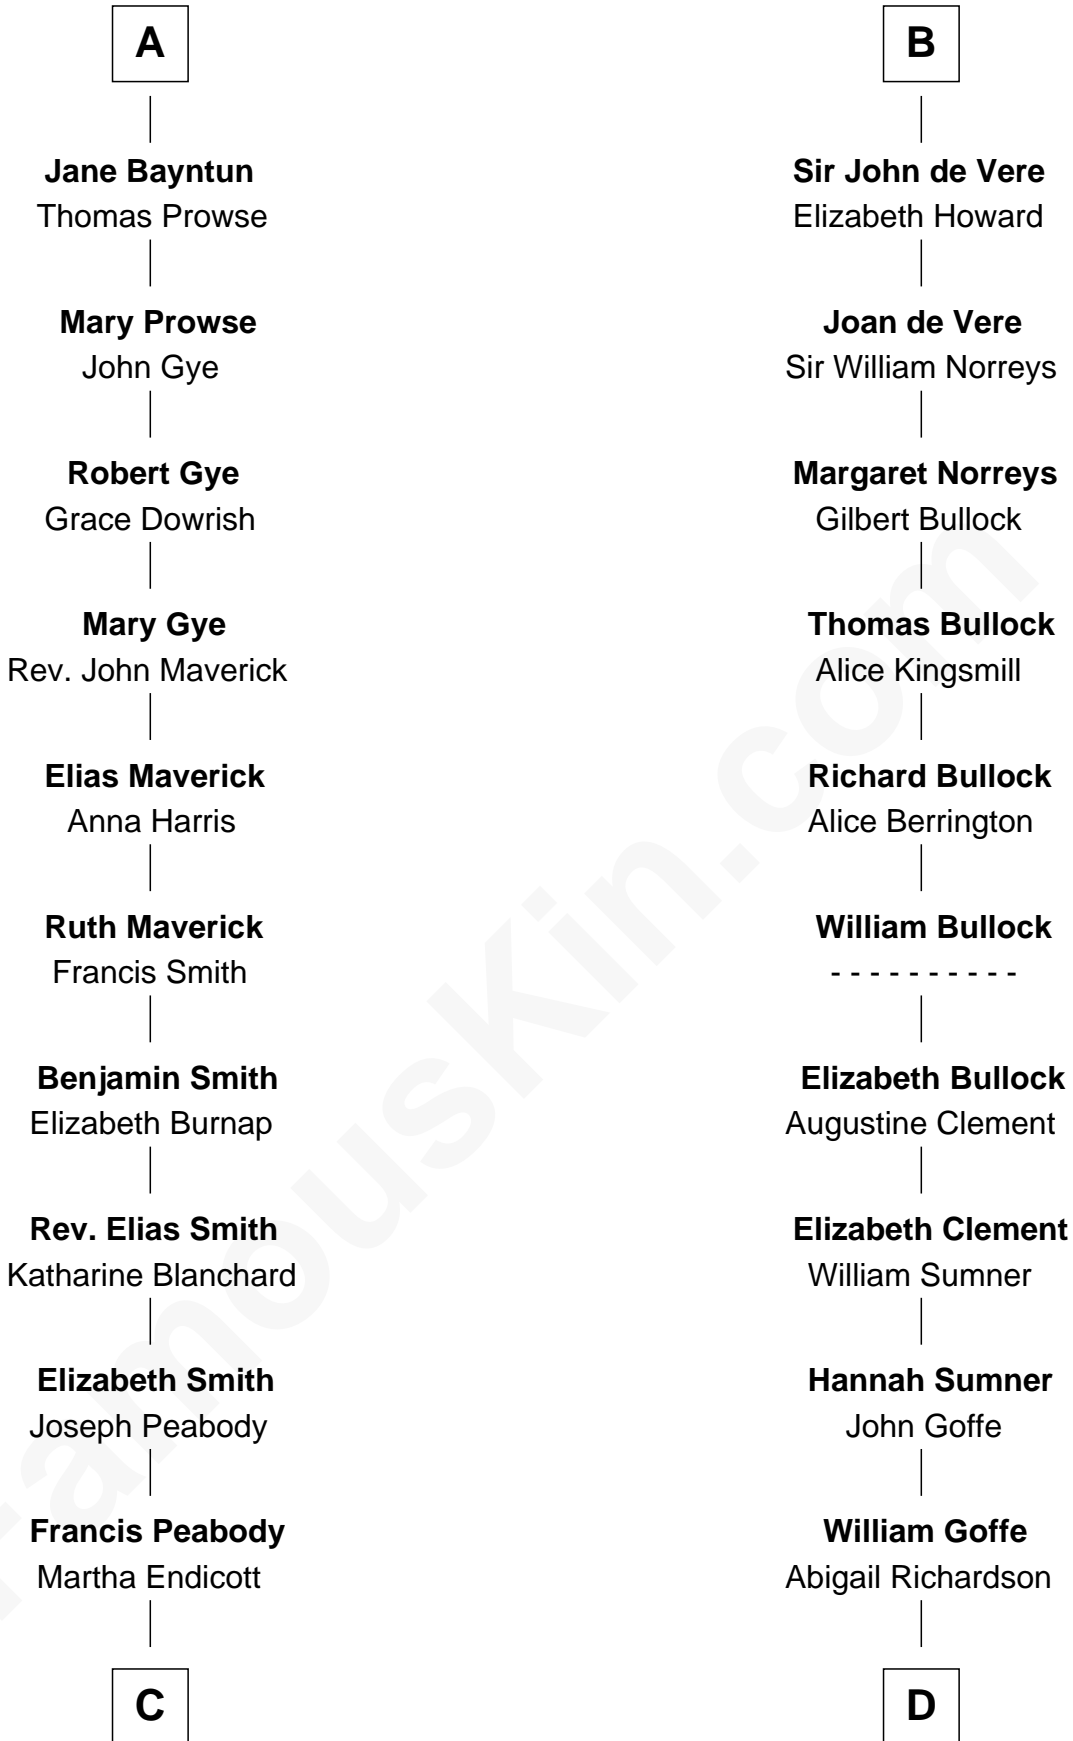 A
Jane Bayntun
Thomas Prowse
Mary Prowse
John Gye
Robert Gye
Grace Dowrish
Mary Gye
Rev. John Maverick
Elias Maverick
Anna Harris
Ruth Maverick
Francis Smith
Benjamin Smith
Elizabeth Burnap
Rev. Elias Smith
Katharine Blanchard
Elizabeth Smith
Joseph Peabody
Francis Peabody
Martha Endicott
C
B
Sir John de Vere
Elizabeth Howard
Joan de Vere
Sir William Norreys
Margaret Norreys
Gilbert Bullock
Thomas Bullock
Alice Kingsmill
Richard Bullock
Alice Berrington
William Bullock
- - - - - - - - - -
Elizabeth Bullock
Augustine Clement
Elizabeth Clement
William Sumner
Hannah Sumner
John Goffe
William Goffe
Abigail Richardson
D
FamousKin.com